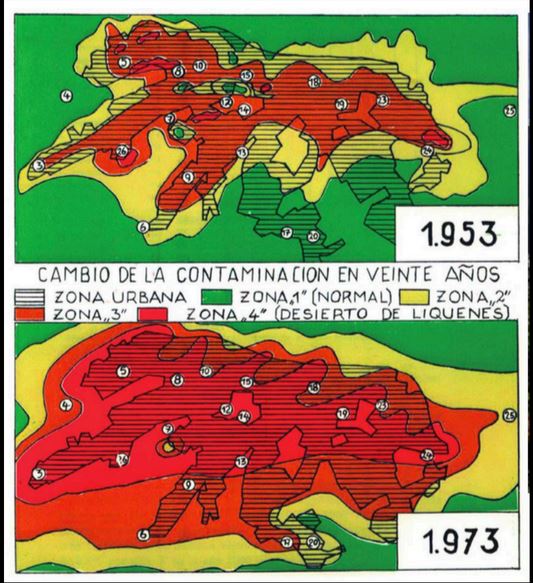 5 8 10 15 18
4 12 14 19 23 25
7
3 26 13 24
9
6 17 20
1.953
CAMBIO DE LA CONTAMINACION EN VEINTE AÑOS
ZONA URBANA ZONA„1" (NORMAL) ZONA„2"
ZONA„3" ZONA„4" (DESIERTO DE LIQUENES)
5 8 10 15 18
4 12 14 19 23 25
7
3 26 13 24
9
6 17 20
1.973